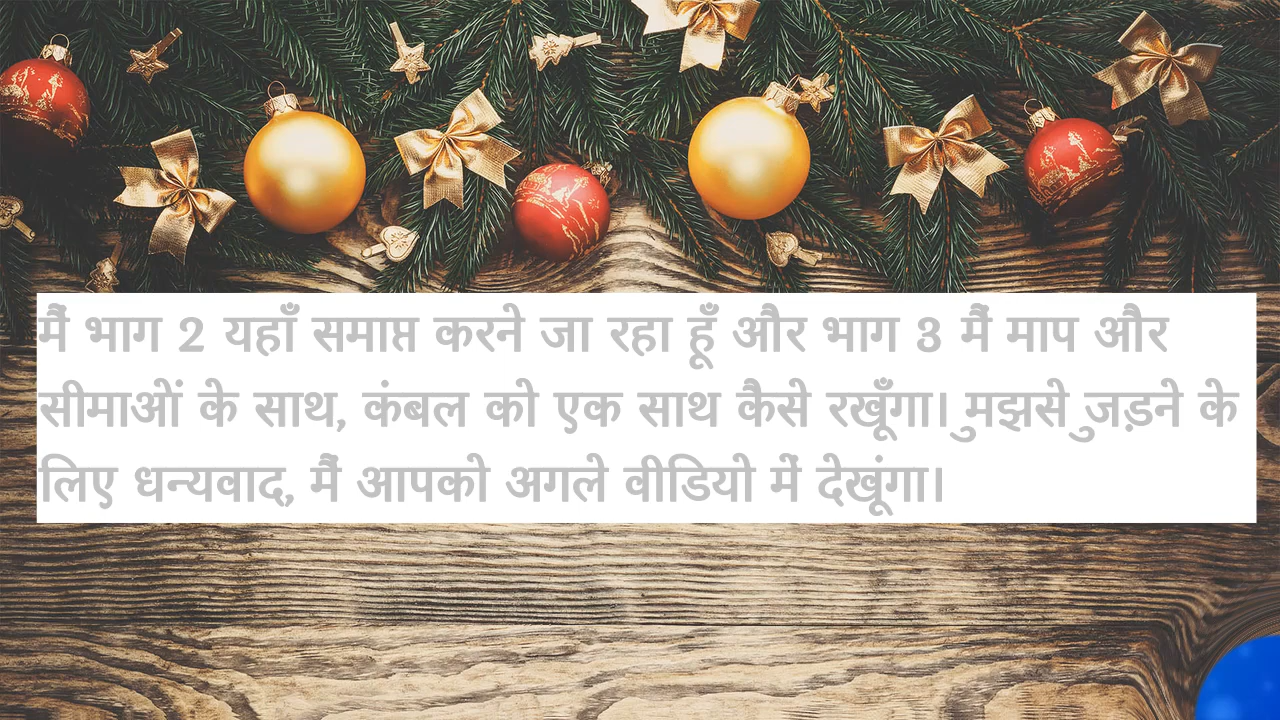 मैं भाग 2 यहाँ समाप्त करने जा रहा हूँ और भाग 3 मैं माप और
सीमाओं के साथ, कंबल को एक साथ कैसे रखूँगा। मुझसे जुड़ने के
लिए धन्यवाद, मैं आपको अगले वीडियो में देखूंगा।